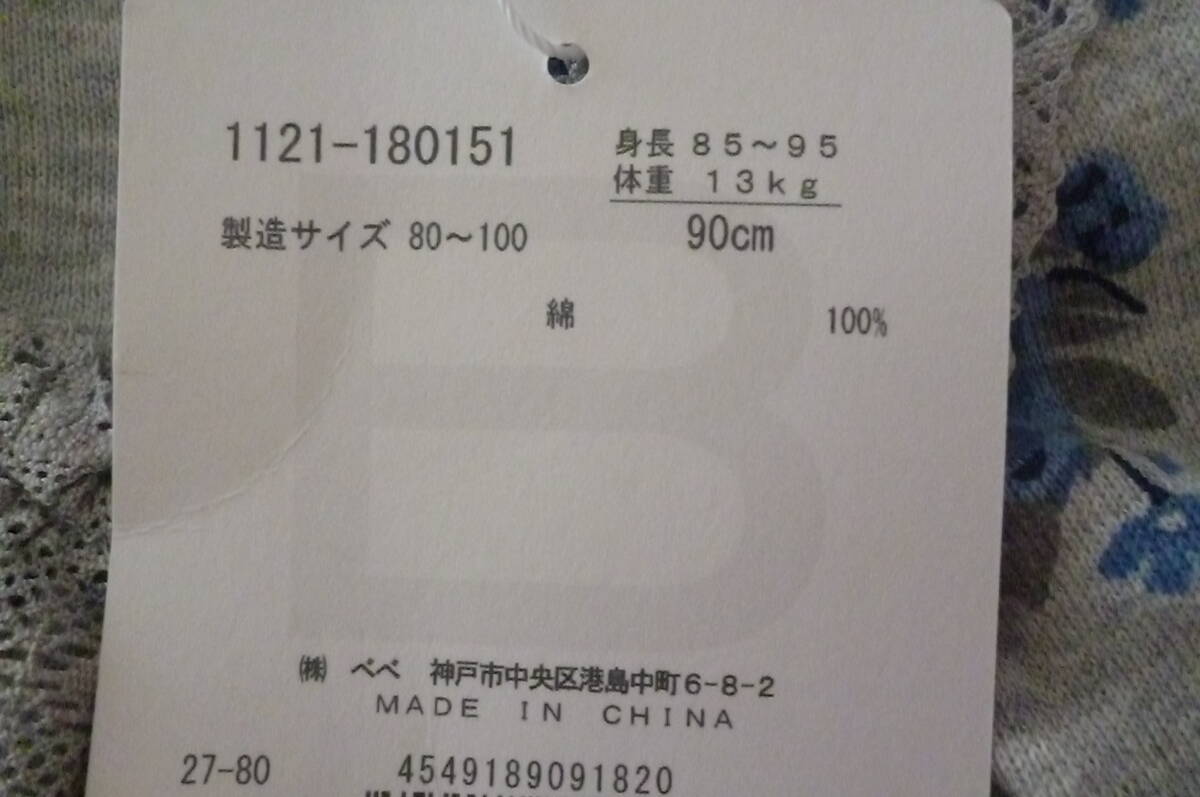 1121-180151
身長 85～95
体重 13kg
製造サイズ 80～100
90cm
綿 100%
B
㈱ べべ 神戸市中央区港島中町6-8-2
MADE IN CHINA
27-80
4549189091820